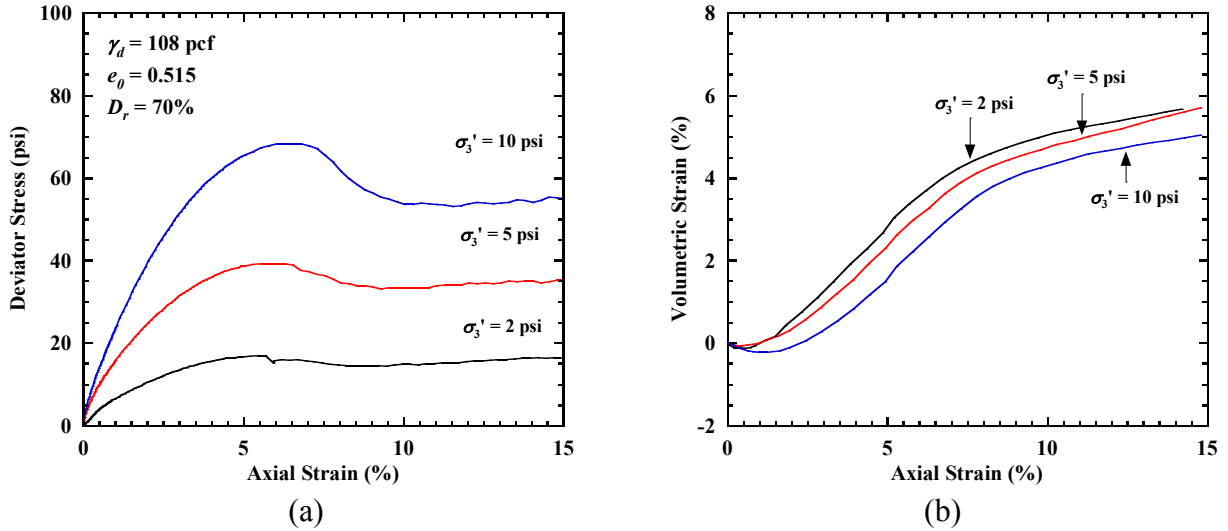 100
80
60
40
20
0
Deviator Stress (psi)
γd = 108 pcf
e0 = 0.515
Dr = 70%
σ3' = 10 psi
σ3' = 5 psi
σ3' = 2 psi
0 5 10 15
Axial Strain (%)
(a)
8
6
4
2
0
-2
Volumetric Strain (%)
σ3' = 5 psi
σ3' = 2 psi
σ3' = 10 psi
0 5 10 15
Axial Strain (%)
(b)